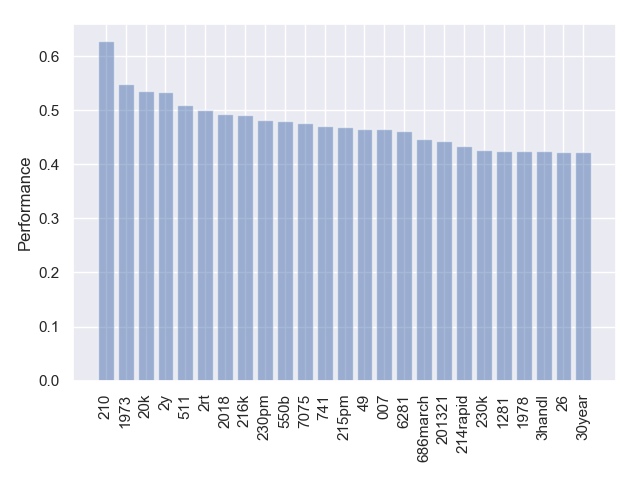 0.6
0.5
0.4
0.3
0.2
0.1
0.0
Performance
210
1973
20k
2y
511
2rt
2018
216k
230pm
550b
7075
741
215pm
49
007
6281
686march
201321
214rapid
230k
1281
1978
3handl
26
30year